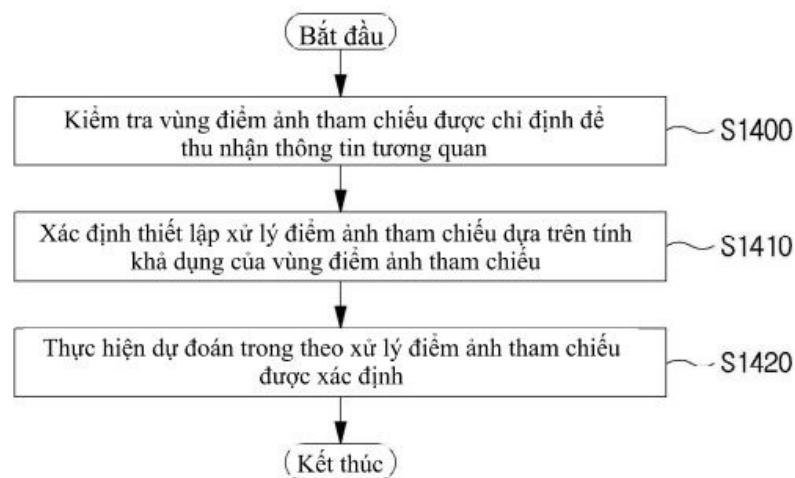 Bắt đầu
Kiểm tra vùng điểm ảnh tham chiếu được chỉ định để
thu nhận thông tin tương quan
S1400
Xác định thiết lập xử lý điểm ảnh tham chiếu dựa trên tính
khả dụng của vùng điểm ảnh tham chiếu
S1410
Thực hiện dự đoán trong theo xử lý điểm ảnh tham chiếu
được xác định
S1420
Kết thúc